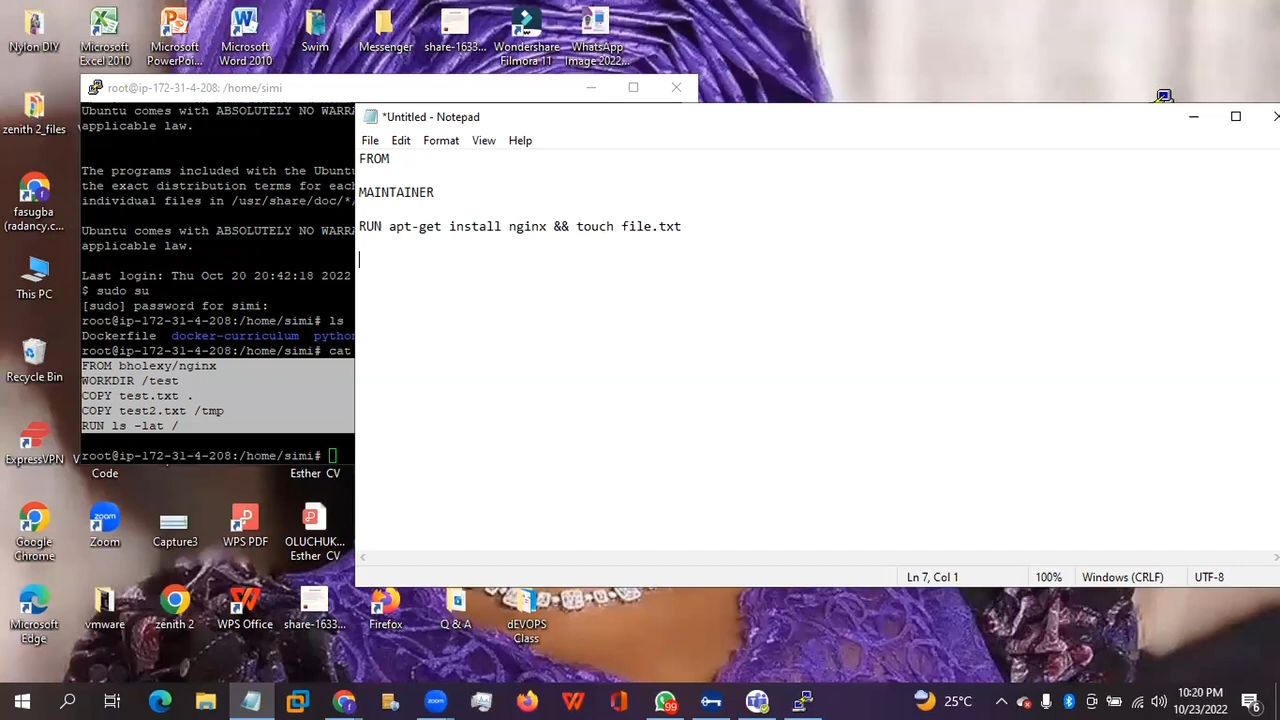 Nylon DIY
Microsoft
Excel 2010
Microsoft
PowerPoi...
Microsoft
Word 2010
Swim
Messenger
share-1633...
Wondershare
Filmora 11
WhatsApp
Image 2022...
root@ip-172-31-4-208: /home/simi
Ubuntu comes with ABSOLUTELY NO WARRA
applicable law.
The programs included with the Ubuntu
the exact distribution terms for each
individual files in /usr/share/doc/*/
Ubuntu comes with ABSOLUTELY NO WARRA
applicable law.
Last login: Thu Oct 20 20:42:18 2022
$ sudo su
[sudo] password for simi:
root@ip-172-31-4-208:/home/simi# ls
Dockerfile docker-curriculum python
root@ip-172-31-4-208:/home/simi# cat
FROM bholexy/nginx
WORKDIR /test
COPY test.txt .
COPY test2.txt /tmp
RUN ls -lat /
root@ip-172-31-4-208:/home/simi#
*Untitled - Notepad
File Edit Format View Help
FROM
MAINTAINER
RUN apt-get install nginx && touch file.txt
Ln 7, Col 1
100%
Windows (CRLF)
UTF-8
zenith 2_files
fasugba
(radancy.c...
This PC
Recycle Bin
ExpressVPN
V
Code
Esther CV
Google
Chrome
Zoom
Capture3
WPS PDF
OLUCHUK...
Esther CV
Microsoft
Edge
vmware
zenith 2
WPS Office
share-1633...
Firefox
Q & A
dEVOPS
Class
zoom
99
25°C
10:20 PM
10/23/2022
6